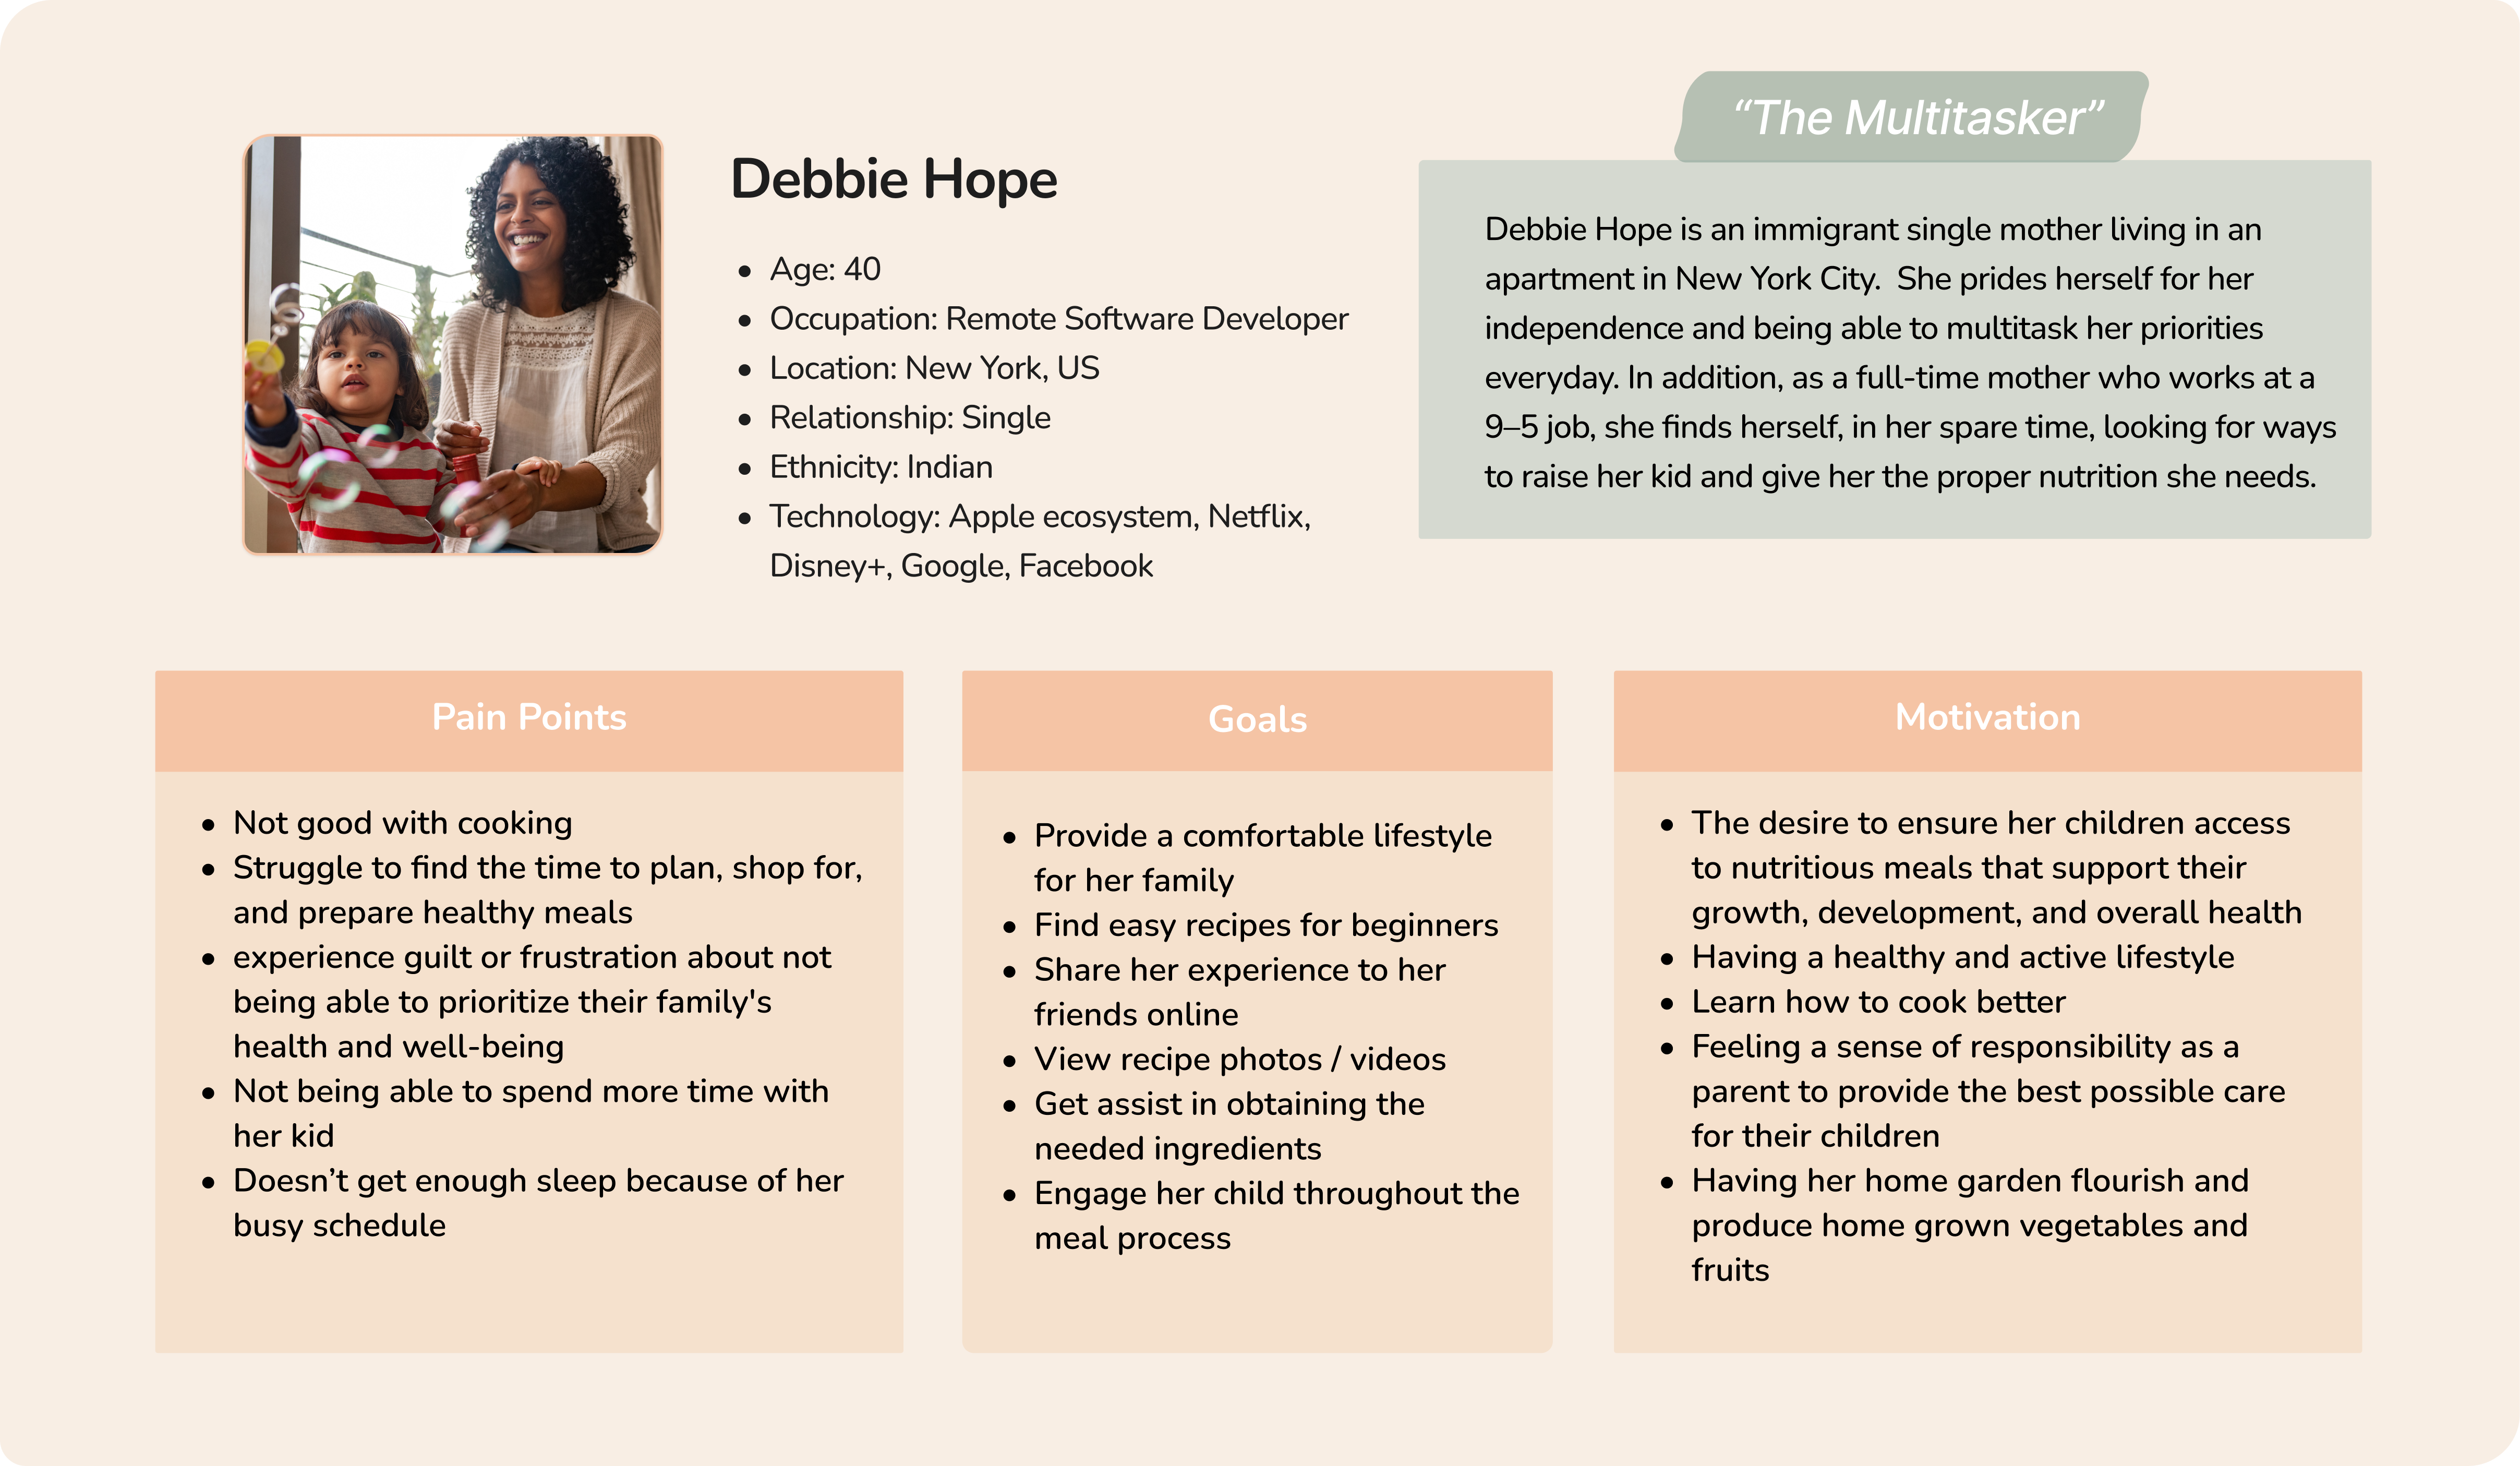 Debbie Hope
• Age: 40
• Occupation: Remote Software Developer
• Location: New York, US
• Relationship: Single
• Ethnicity: Indian
• Technology: Apple ecosystem, Netflix,
Disney+, Google, Facebook
“The Multitasker”
Debbie Hope is an immigrant single mother living in an
apartment in New York City.  She prides herself for her
independence and being able to multitask her priorities
everyday. In addition, as a full-time mother who works at a
9–5 job, she finds herself, in her spare time, looking for ways
to raise her kid and give her the proper nutrition she needs.
Pain Points
• Not good with cooking
• Struggle to find the time to plan, shop for,
and prepare healthy meals
• experience guilt or frustration about not
being able to prioritize their family's
health and well-being
• Not being able to spend more time with
her kid
• Doesn’t get enough sleep because of her
busy schedule
Goals
• Provide a comfortable lifestyle
for her family
• Find easy recipes for beginners
• Share her experience to her
friends online
• View recipe photos / videos
• Get assist in obtaining the
needed ingredients
• Engage her child throughout the
meal process
Motivation
• The desire to ensure her children access
to nutritious meals that support their
growth, development, and overall health
• Having a healthy and active lifestyle
• Learn how to cook better
• Feeling a sense of responsibility as a
parent to provide the best possible care
for their children
• Having her home garden flourish and
produce home grown vegetables and
fruits